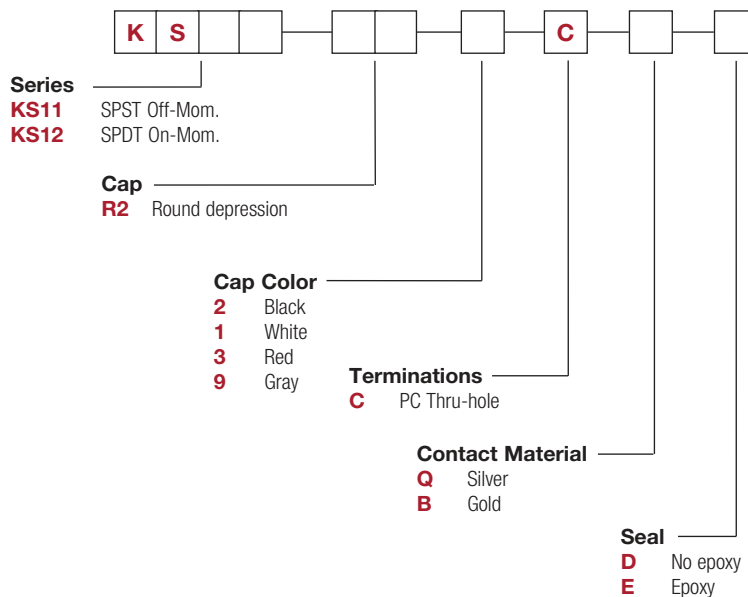 K S C
Series
KS11 SPST Off-Mom.
KS12 SPDT On-Mom.
Cap
R2 Round depression
Cap Color
2 Black
1 White
3 Red
9 Gray
Terminations
C PC Thru-hole
Contact Material
Q Silver
B Gold
Seal
D No epoxy
E Epoxy